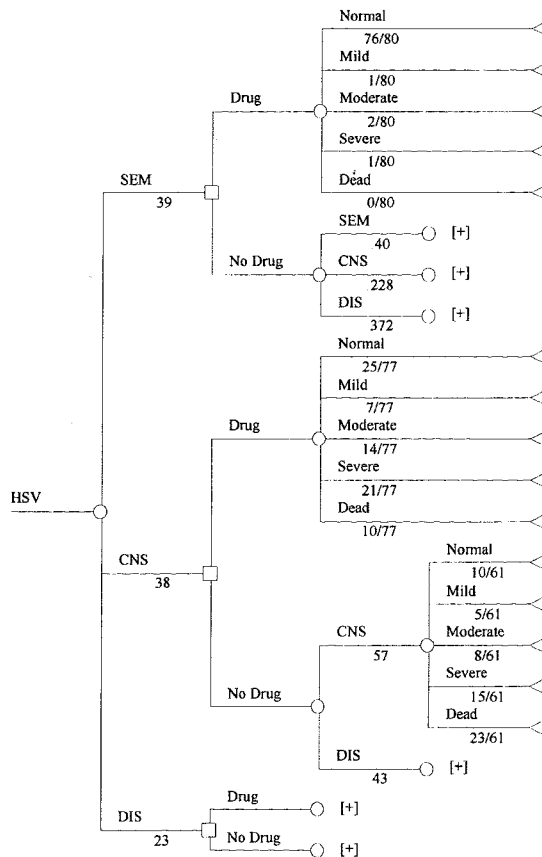 Normal
76/80
Mild
1/80
Drug
Moderate
2/80
Severe
1/80
Dead
0/80
SEM
39
SEM
40
[+]
No Drug
CNS
228
[+]
DIS
372
[+]
Normal
25/77
Mild
7/77
Drug
Moderate
14/77
Severe
21/77
Dead
10/77
HSV
CNS
38
Normal
10/61
Mild
5/61
CNS
57
Moderate
8/61
Severe
15/61
Dead
23/61
No Drug
DIS
43
[+]
DIS
23
Drug
[+]
No Drug
[+]